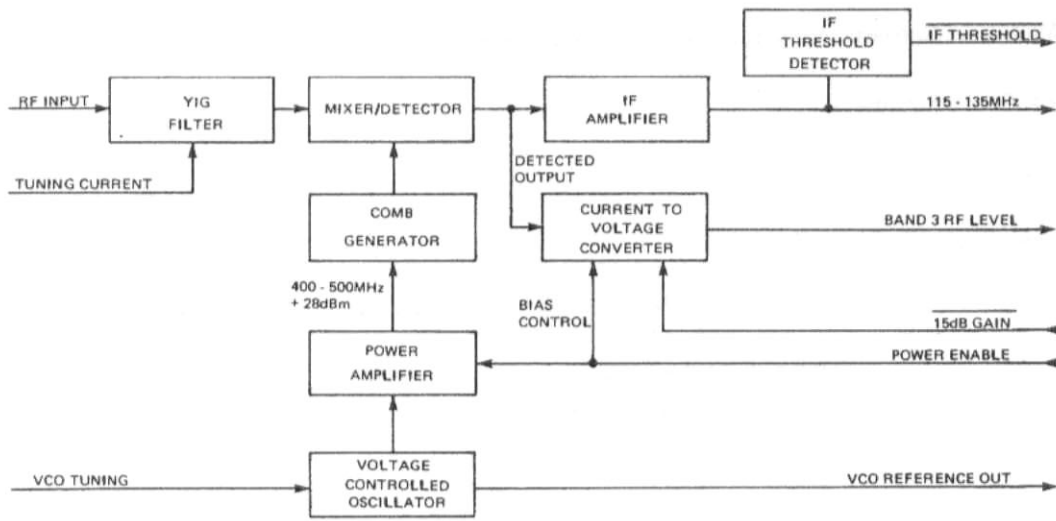 IF
THRESHOLD
DETECTOR
IF THRESHOLD
RF INPUT
YIG
FILTER
MIXER/DETECTOR
IF
AMPLIFIER
115 - 135MHz
TUNING CURRENT
DETECTED
OUTPUT
COMB
GENERATOR
CURRENT TO
VOLTAGE
CONVERTER
BAND 3 RF LEVEL
400 - 500MHz
+ 28dBm
BIAS
CONTROL
15dB GAIN
POWER
AMPLIFIER
POWER ENABLE
VCO TUNING
VOLTAGE
CONTROLLED
OSCILLATOR
VCO REFERENCE OUT